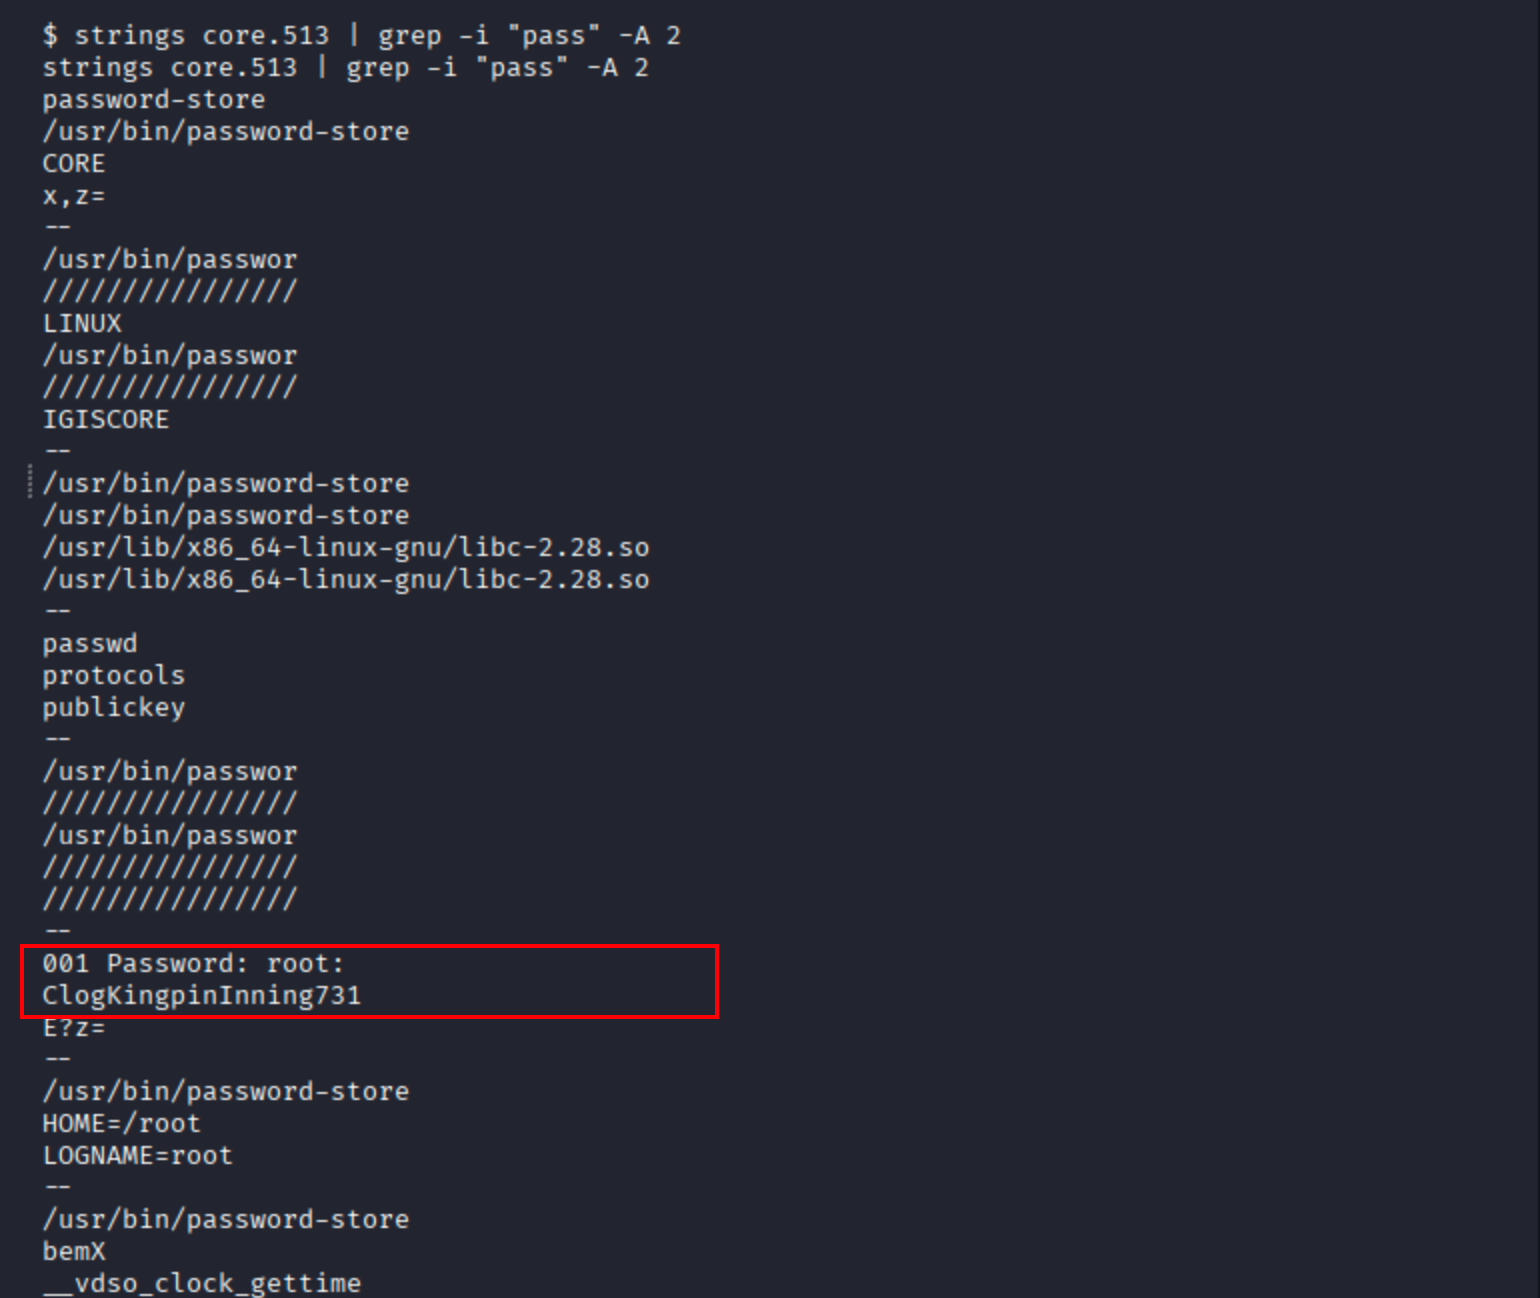 $ strings core.513 | grep -i "pass" -A 2
strings core.513 | grep -i "pass" -A 2
password-store
/usr/bin/password-store
CORE
x,z=
--
/usr/bin/passwor
////////////////
LINUX
/usr/bin/passwor
////////////////
IGISCORE
--
/usr/bin/password-store
/usr/bin/password-store
/usr/lib/x86_64-linux-gnu/libc-2.28.so
/usr/lib/x86_64-linux-gnu/libc-2.28.so
--
passwd
protocols
publickey
--
/usr/bin/passwor
////////////////
/usr/bin/passwor
////////////////
////////////////
--
001 Password: root:
ClogKingpinInning731
E?z=
--
/usr/bin/password-store
HOME=/root
LOGNAME=root
--
/usr/bin/password-store
bemX
__vdso_clock_gettime